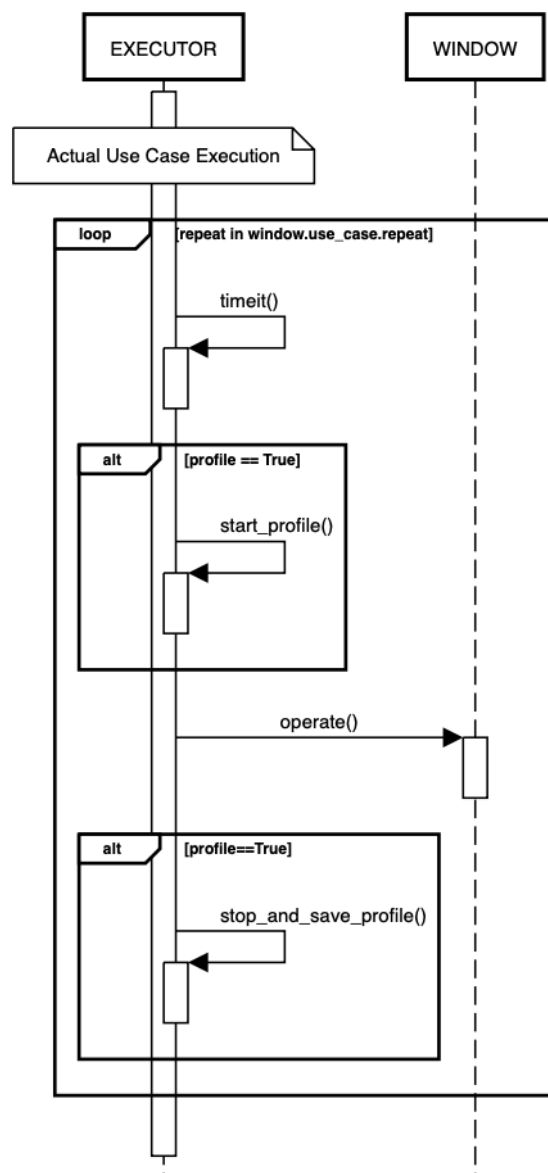 EXECUTOR
WINDOW
Actual Use Case Execution
loop
[repeat in window.use_case.repeat]
timeit()
alt
[profile == True]
start_profile()
operate()
alt
[profile==True]
stop_and_save_profile()